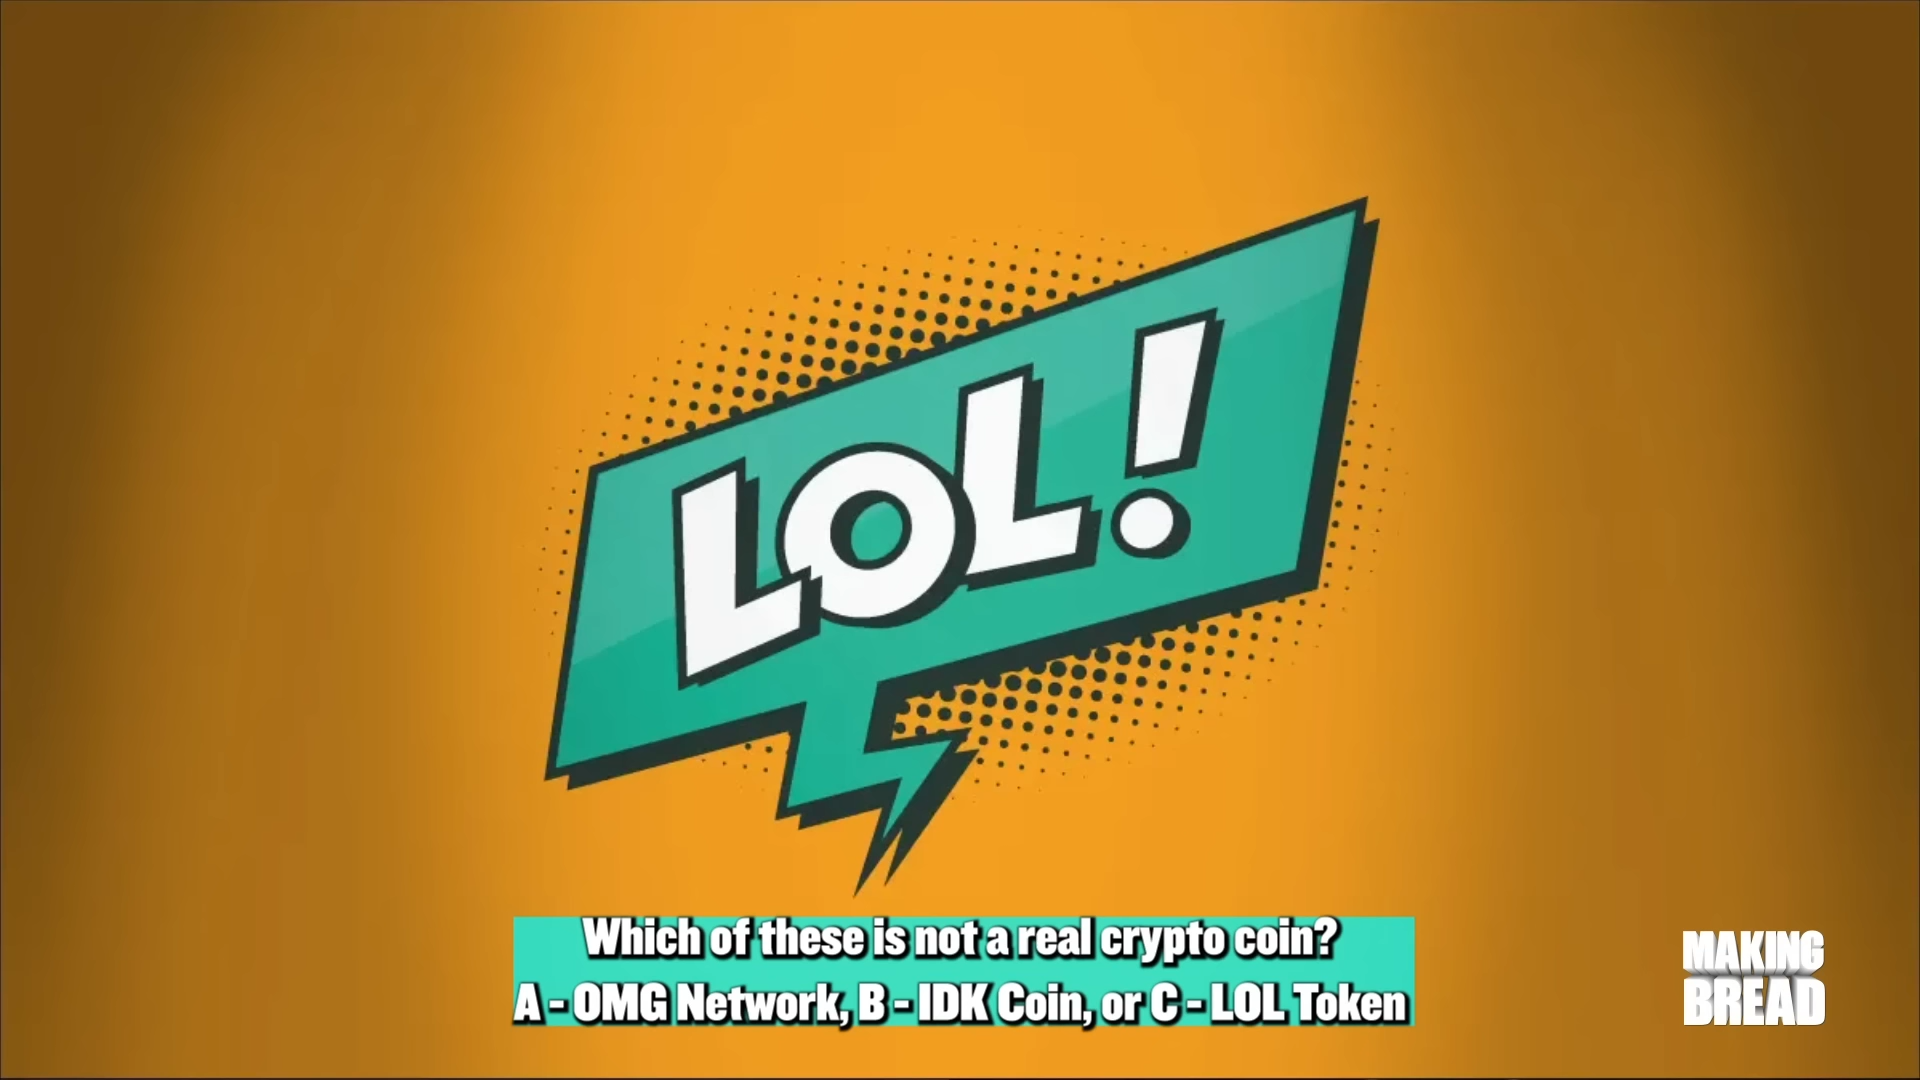 LOL!
Which of these is not a real crypto coin?
A - OMG Network, B - IDK Coin, or C - LOL Token
MAKING
BREAD